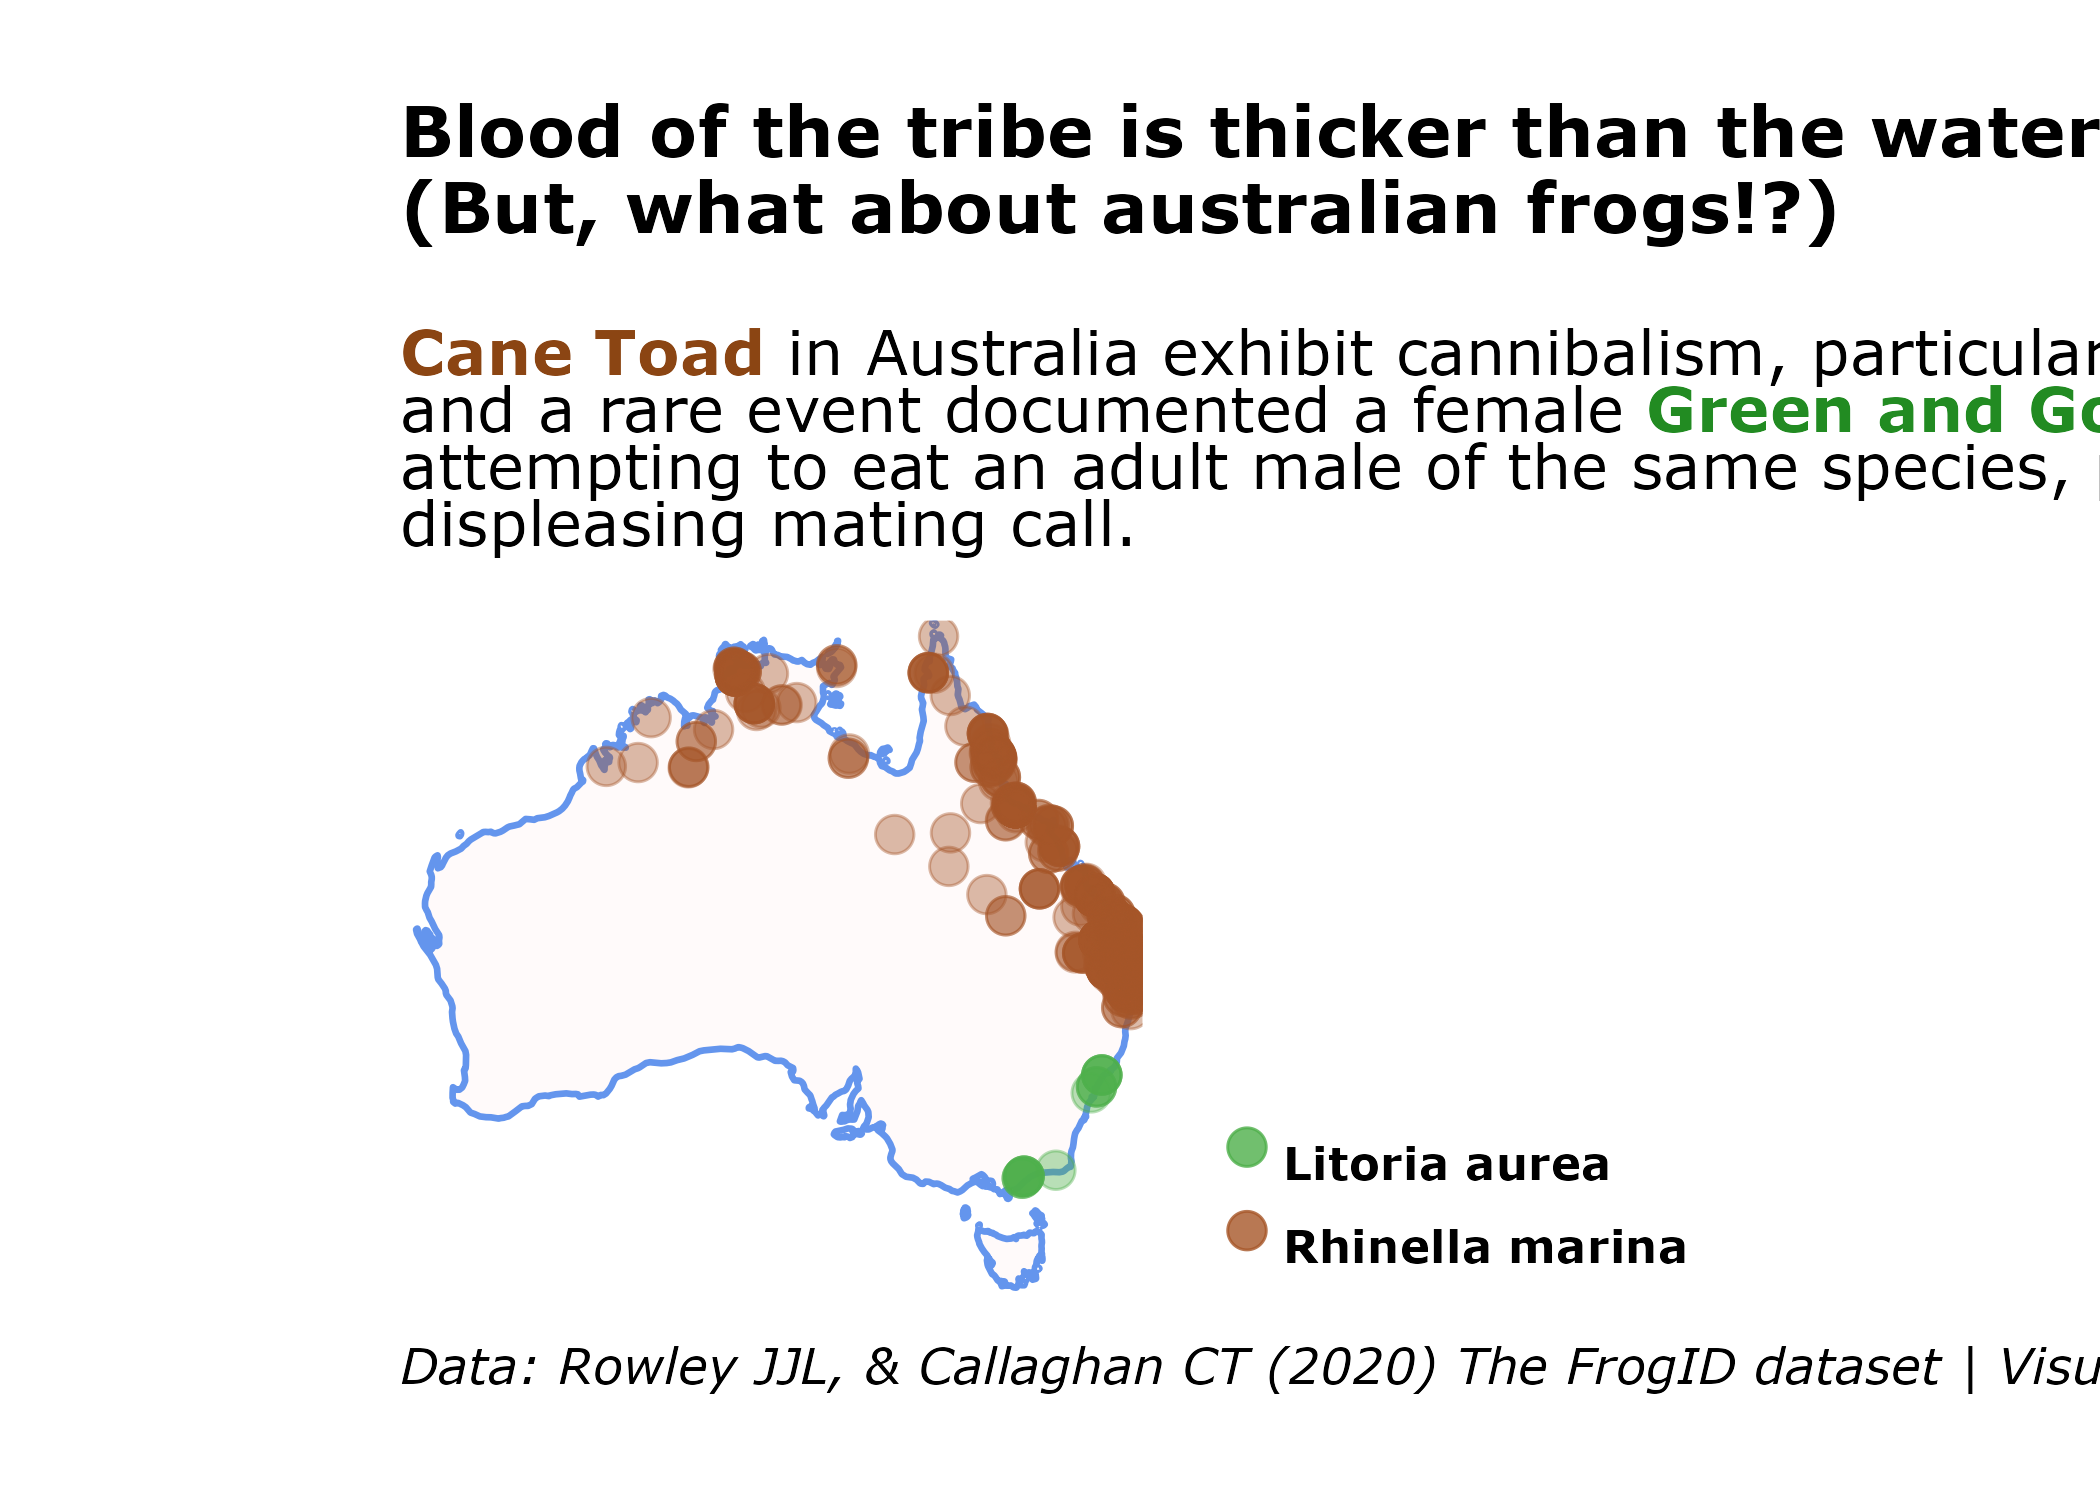 Blood of the tribe is thicker than the water
(But, what about australian frogs!?)
Cane Toad in Australia exhibit cannibalism, particular
and a rare event documented a female Green and Go
attempting to eat an adult male of the same species, p
displeasing mating call.
Litoria aurea
Rhinella marina
Data: Rowley JJL, & Callaghan CT (2020) The FrogID dataset | Visu